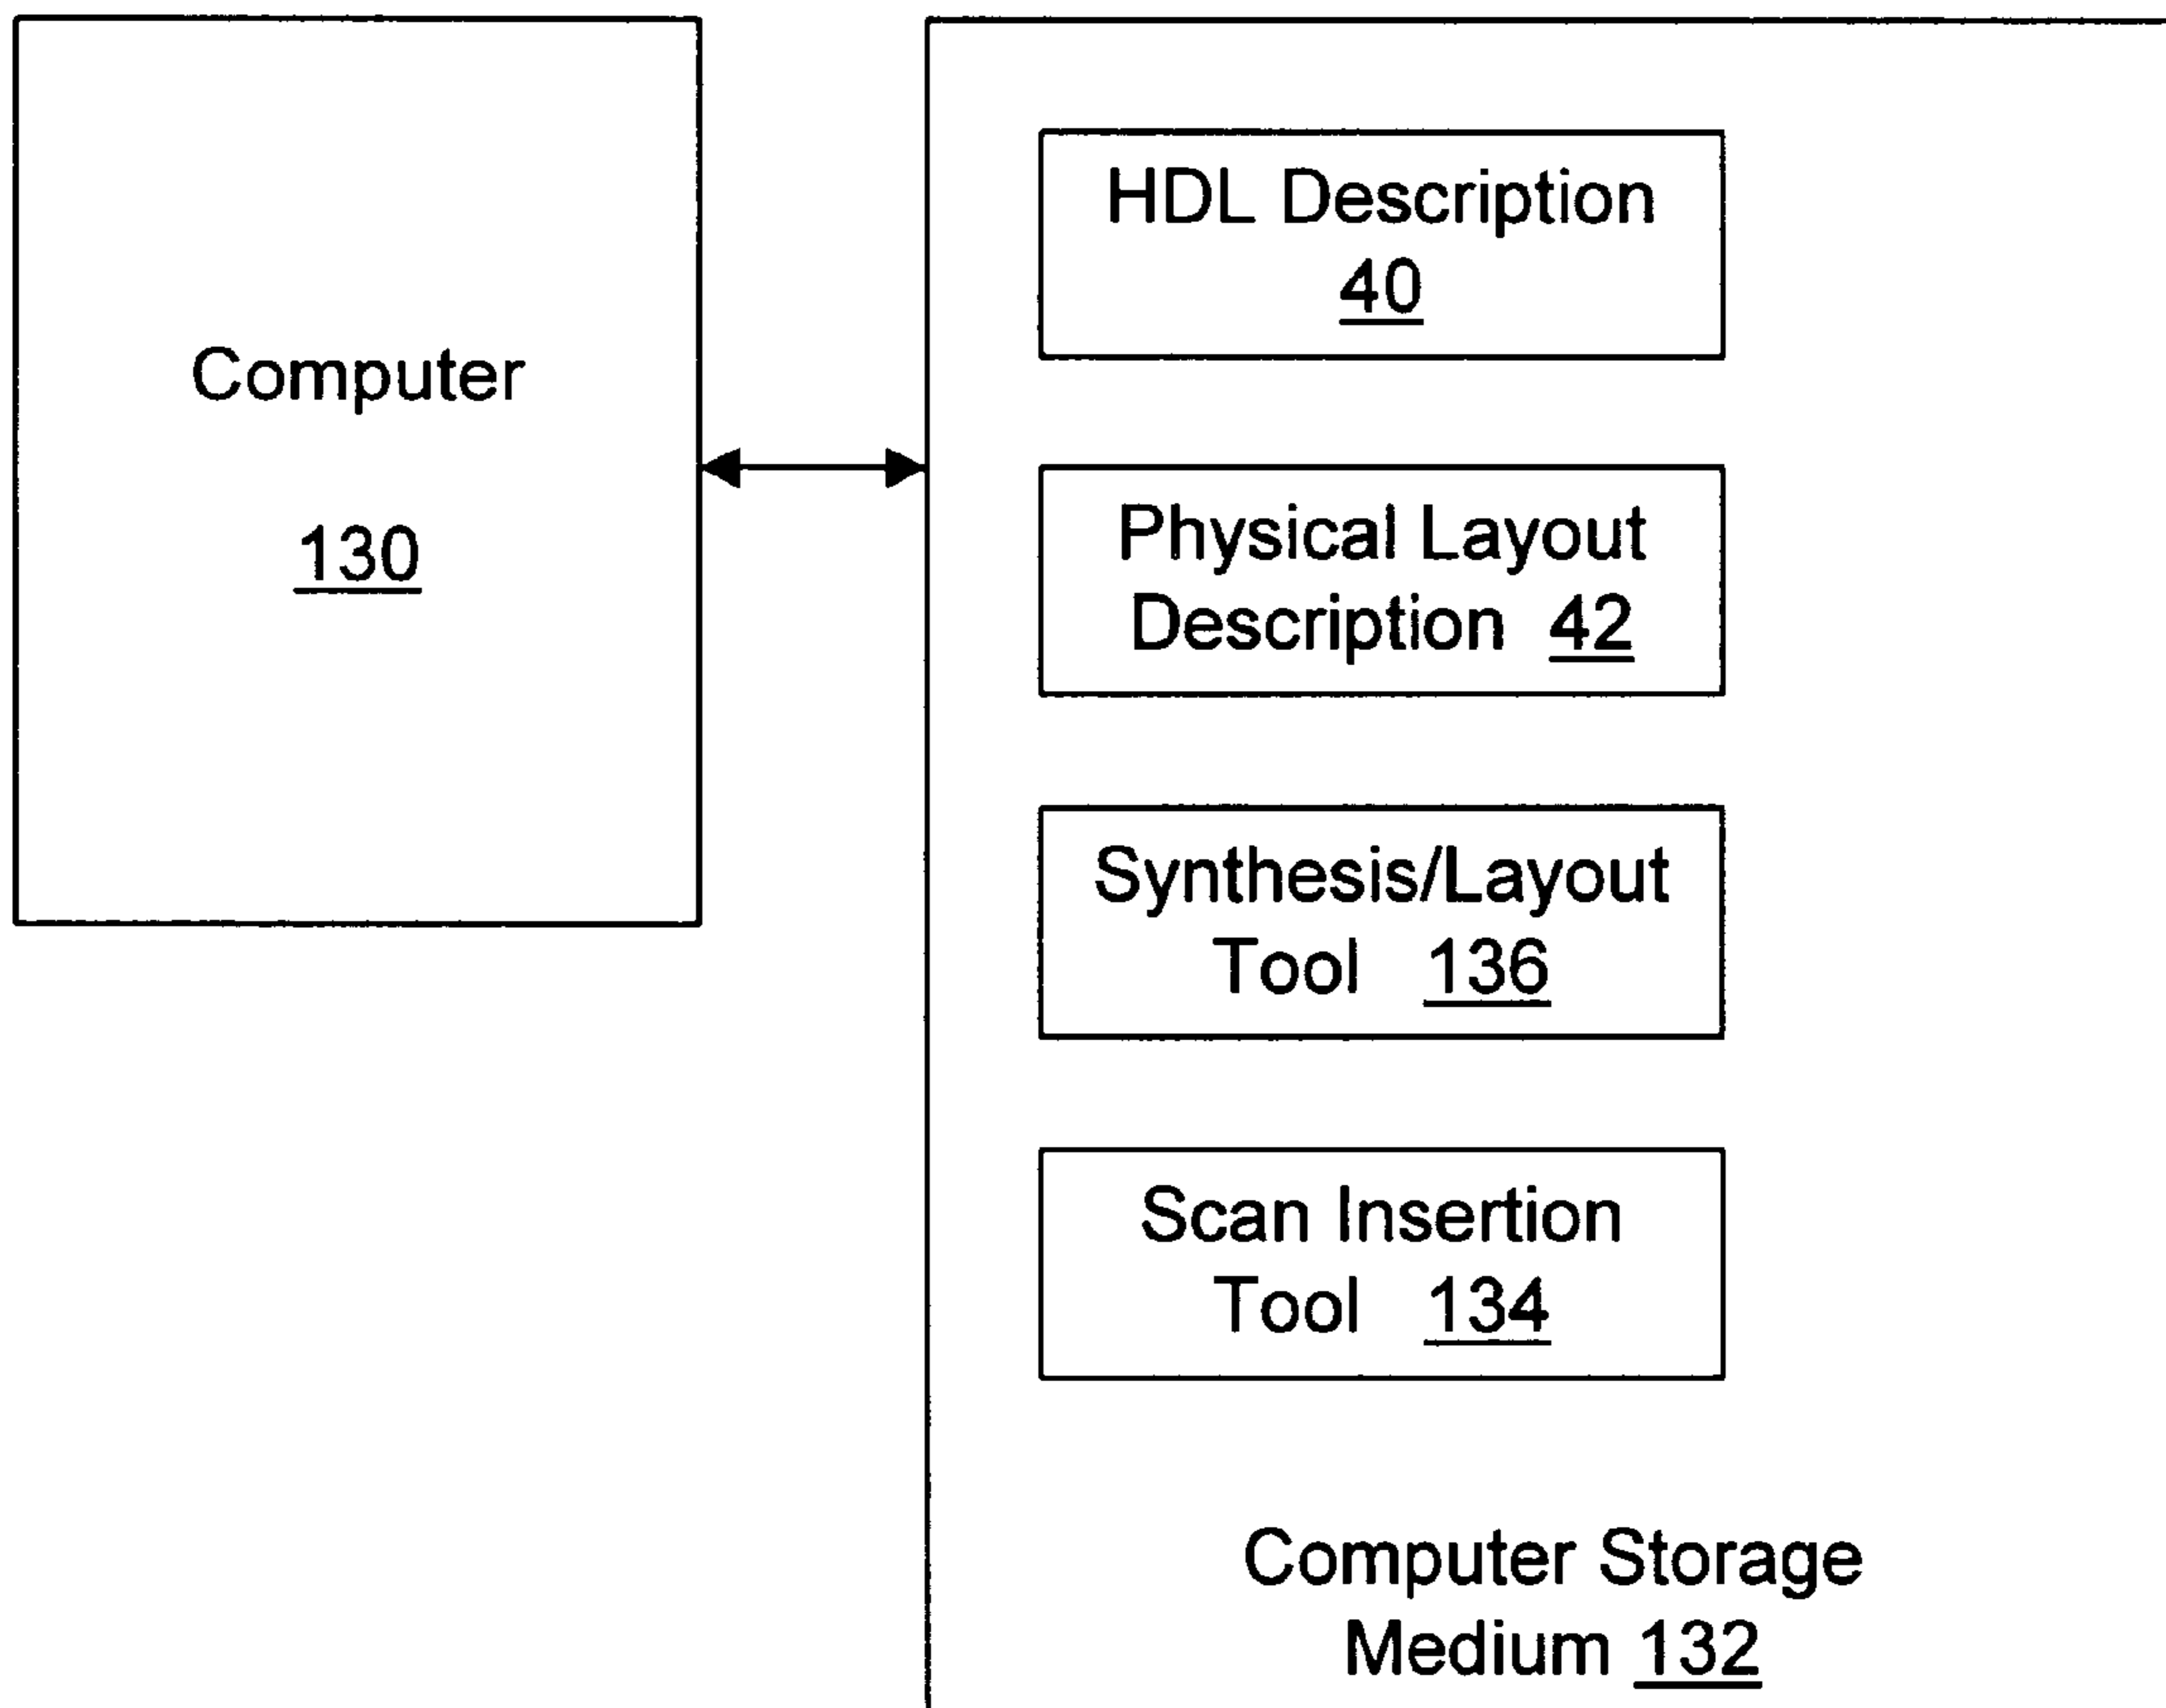 Computer
130
HDL Description
40
Physical Layout
Description 42
Synthesis/Layout
Tool 136
Scan Insertion
Tool 134
Computer Storage
Medium 132